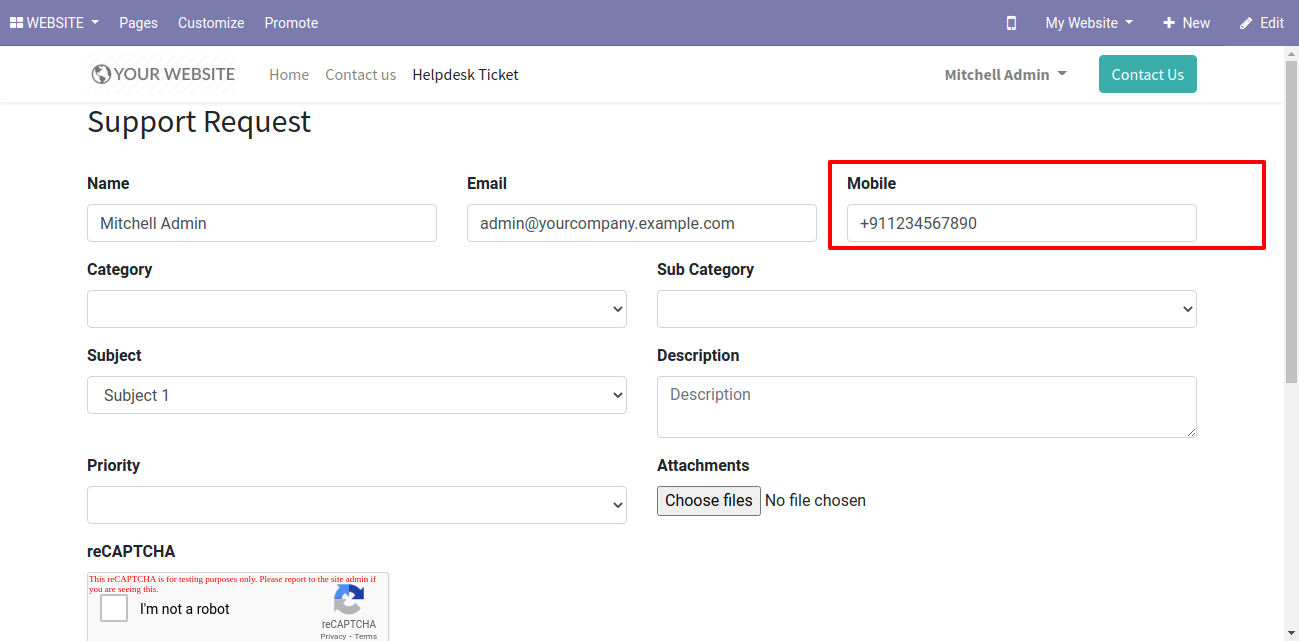 WEBSITE Pages Customize Promote My Website New Edit
YOUR WEBSITE Home Contact us Helpdesk Ticket Mitchell Admin Contact Us
Support Request
Name Email Mobile
Mitchell Admin admin@yourcompany.example.com +911234567890
Category Sub Category
Subject Description
Subject 1 Description
Priority Attachments
Choose files No file chosen
reCAPTCHA
This reCAPTCHA is for testing purposes only. Please report to the site admin if
you are seeing this.
I'm not a robot
reCAPTCHA
Privacy - Terms